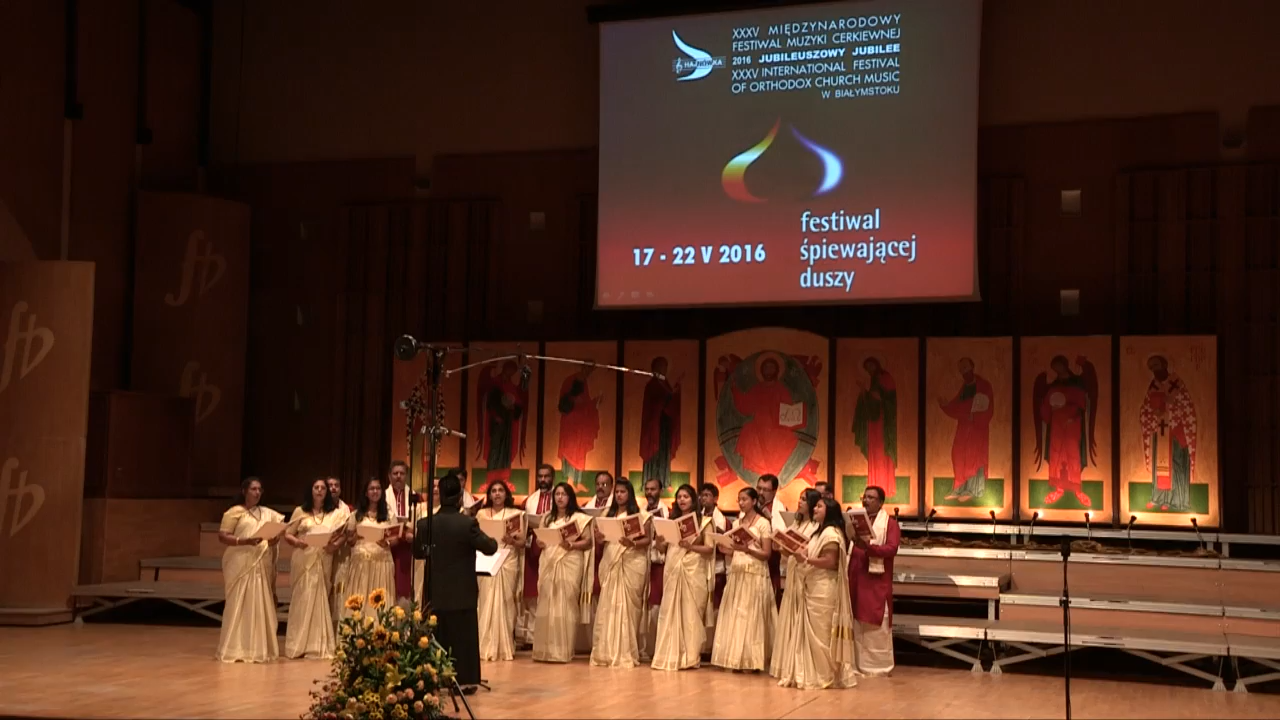 XXXV MIĘDZYNARODOWY
FESTIWAL MUZYKI CERKIEWNEJ
2016 JUBILEUSZOWY JUBILEE
XXXV INTERNATIONAL FESTIVAL
OF ORTHODOX CHURCH MUSIC
W BIAŁYMSTOKU
HAJNÓWKA
17 - 22 V 2016
festiwal
śpiewającej
duszy